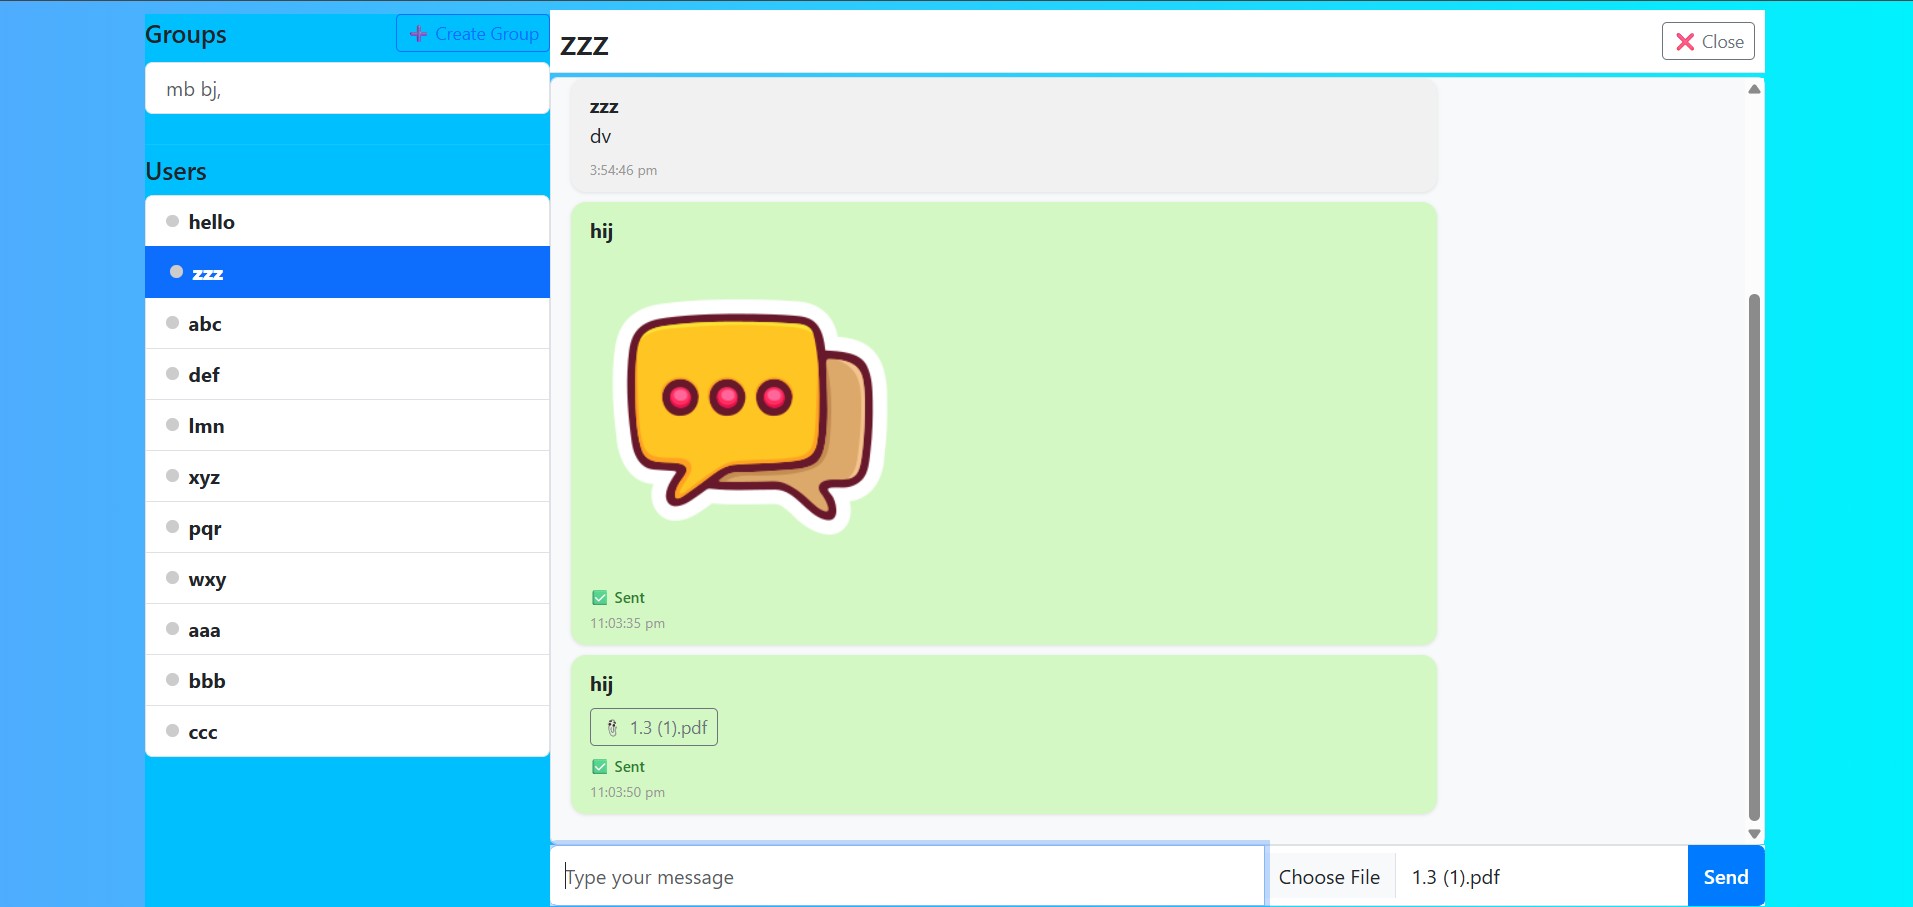 Groups
➕ Create Group
mb bj,
Users
hello
zzz
abc
def
lmn
xyz
pqr
wxy
aaa
bbb
ccc
zzz
❌ Close
zzz
dv
3:54:46 pm
hij
✅ Sent
11:03:35 pm
hij
📎 1.3 (1).pdf
✅ Sent
11:03:50 pm
Type your message
Choose File 1.3 (1).pdf
Send